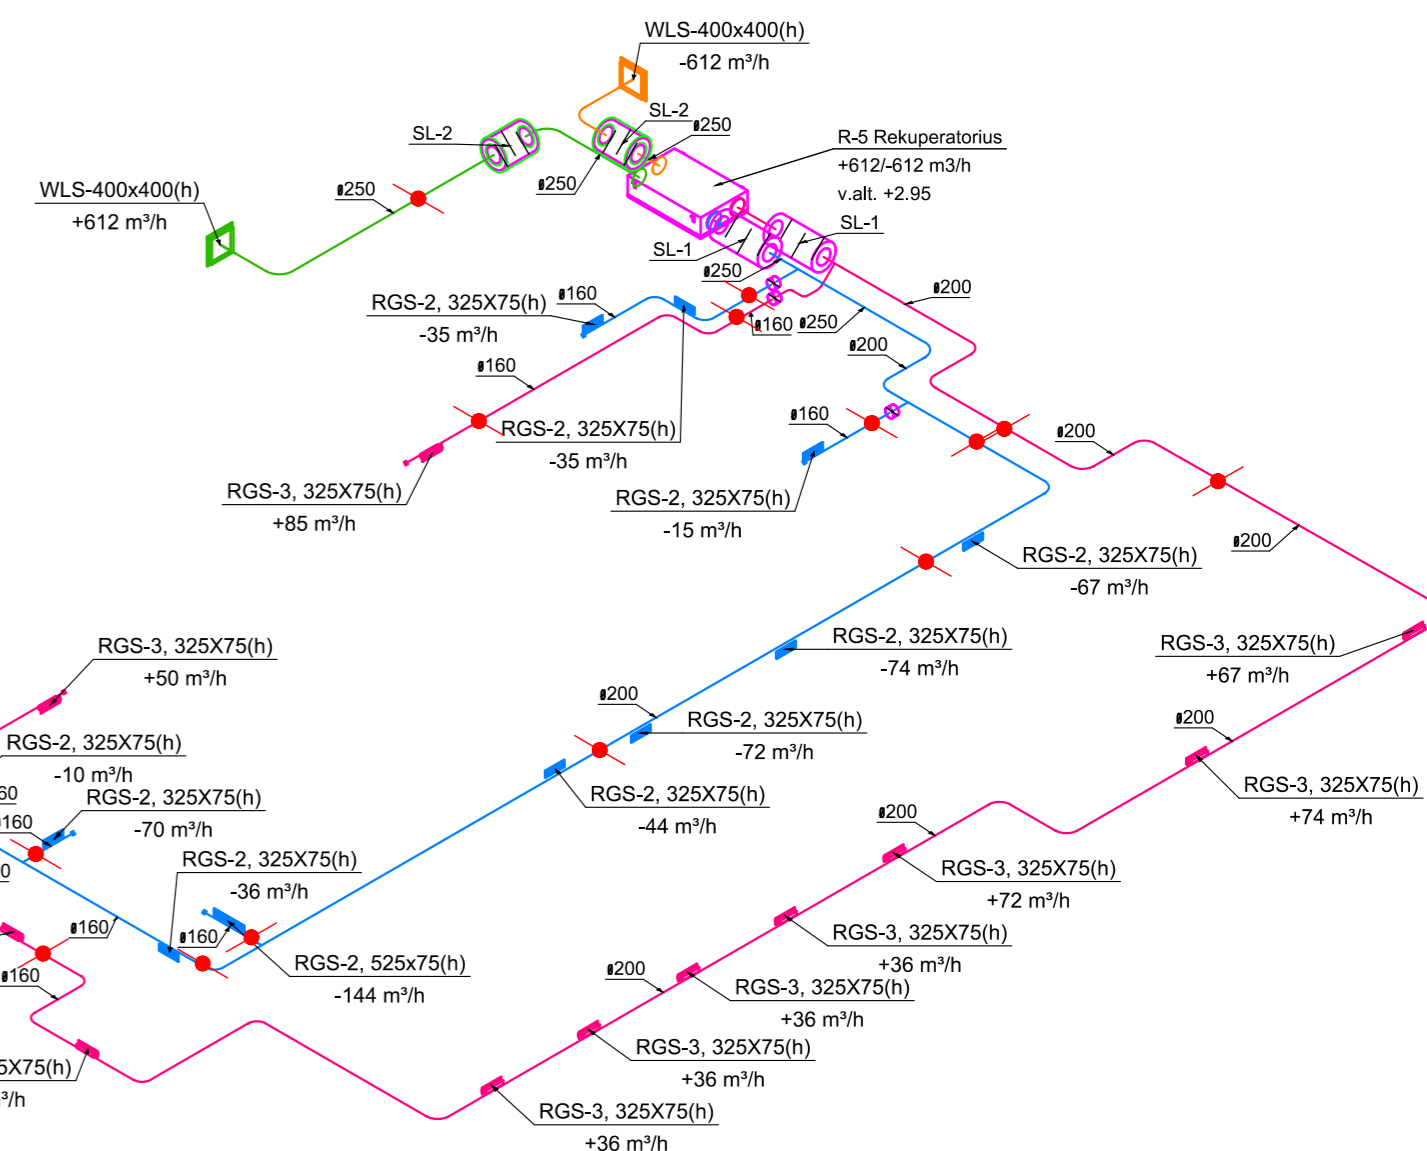 WLS-400x400(h)
-612 m³/h
SL-2
SL-2
ø250
R-5 Rekuperatorius
+612/-612 m3/h
v.alt. +2.95
WLS-400x400(h)
+612 m³/h
ø250
ø250
SL-1
SL-1
ø250
ø200
RGS-2, 325X75(h)
-35 m³/h
ø160
ø160
ø250
ø200
ø160
RGS-2, 325X75(h)
-35 m³/h
ø160
ø200
RGS-3, 325X75(h)
+85 m³/h
RGS-2, 325X75(h)
-15 m³/h
ø200
RGS-2, 325X75(h)
-67 m³/h
RGS-3, 325X75(h)
+50 m³/h
RGS-2, 325X75(h)
-74 m³/h
RGS-3, 325X75(h)
+67 m³/h
ø200
RGS-2, 325X75(h)
-72 m³/h
ø200
RGS-2, 325X75(h)
-10 m³/h
60
RGS-2, 325X75(h)
-70 m³/h
ø160
RGS-2, 325X75(h)
-44 m³/h
RGS-3, 325X75(h)
+74 m³/h
ø200
RGS-2, 325X75(h)
-36 m³/h
0
RGS-3, 325X75(h)
+72 m³/h
ø160
ø160
RGS-3, 325X75(h)
+36 m³/h
RGS-2, 525x75(h)
-144 m³/h
ø160
ø200
RGS-3, 325X75(h)
+36 m³/h
RGS-3, 325X75(h)
+36 m³/h
5X75(h)
³/h
RGS-3, 325X75(h)
+36 m³/h